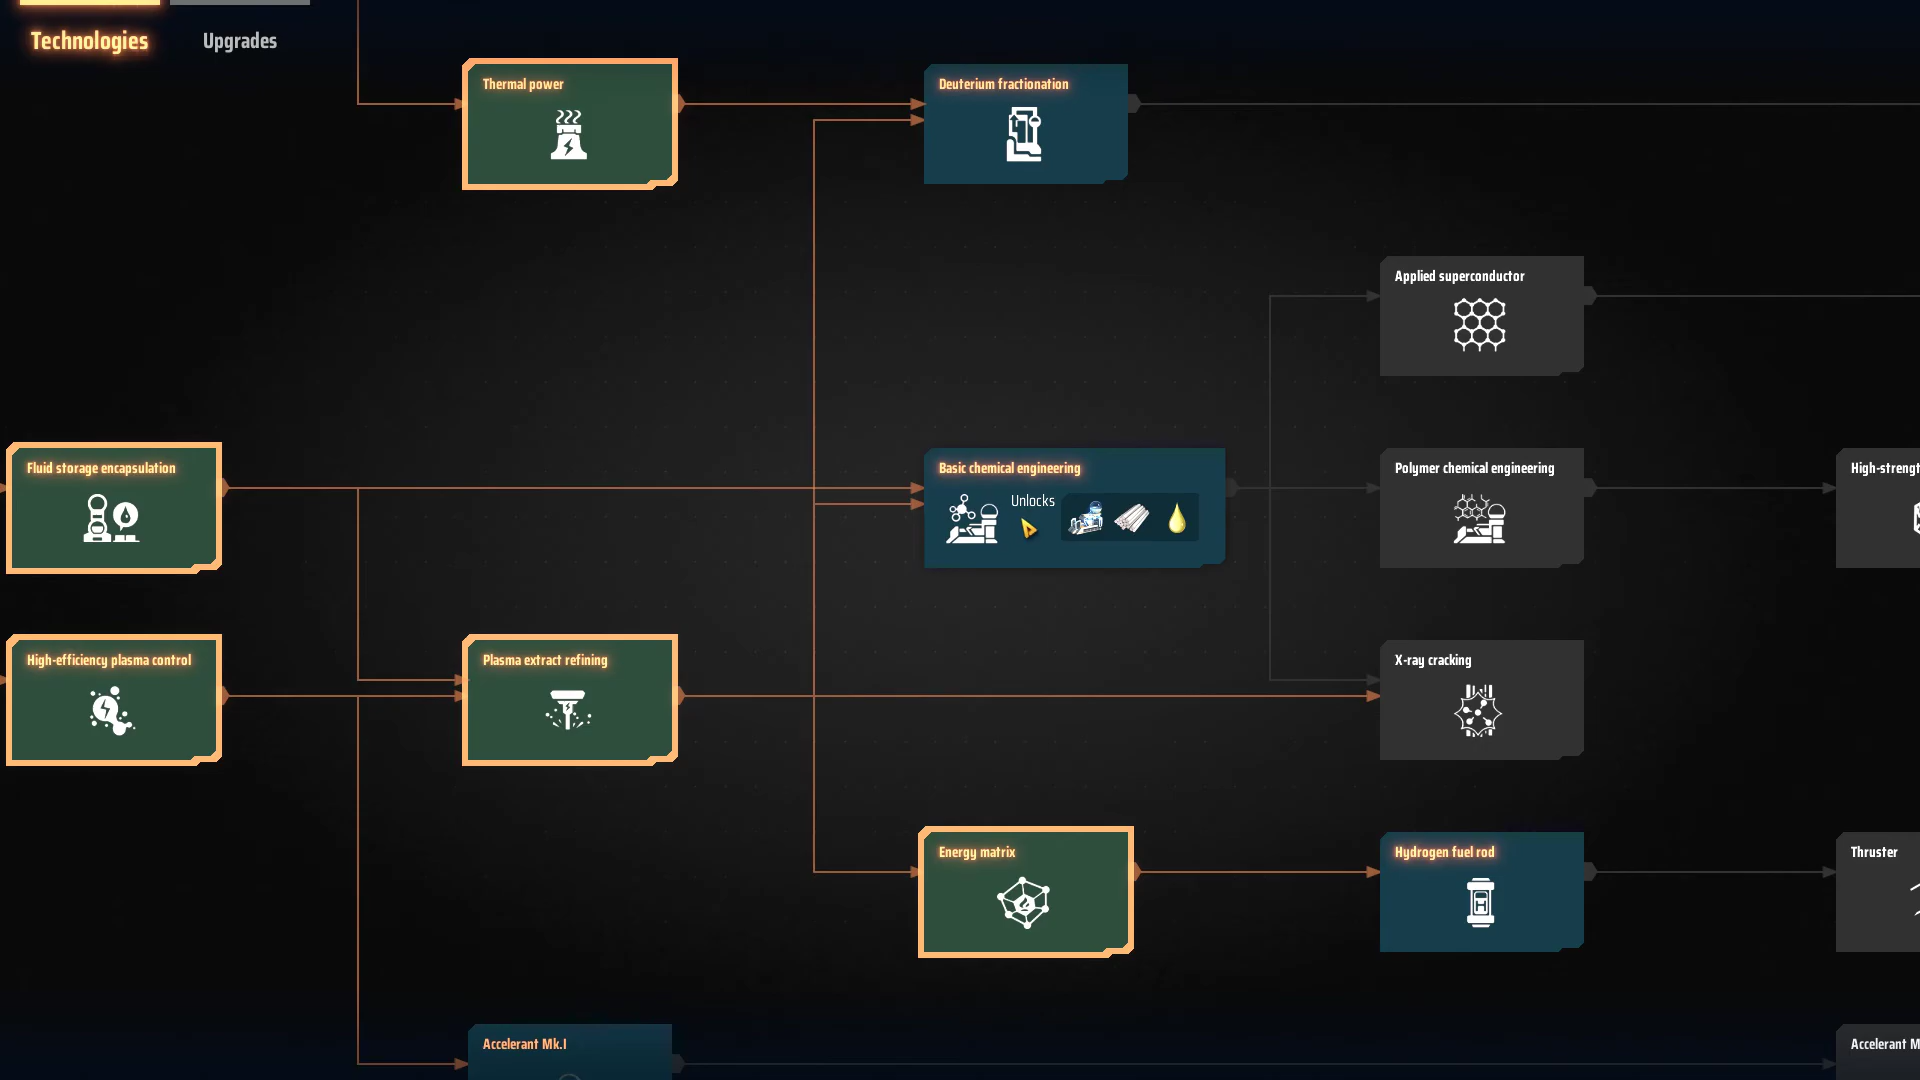 Technologies
Upgrades
Thermal power
Deuterium fractionation
Applied superconductor
Fluid storage encapsulation
Basic chemical engineering
Unlocks
Polymer chemical engineering
High-strengt
High-efficiency plasma control
Plasma extract refining
X-ray cracking
Energy matrix
Hydrogen fuel rod
Thruster
Accelerant Mk.I
Accelerant M